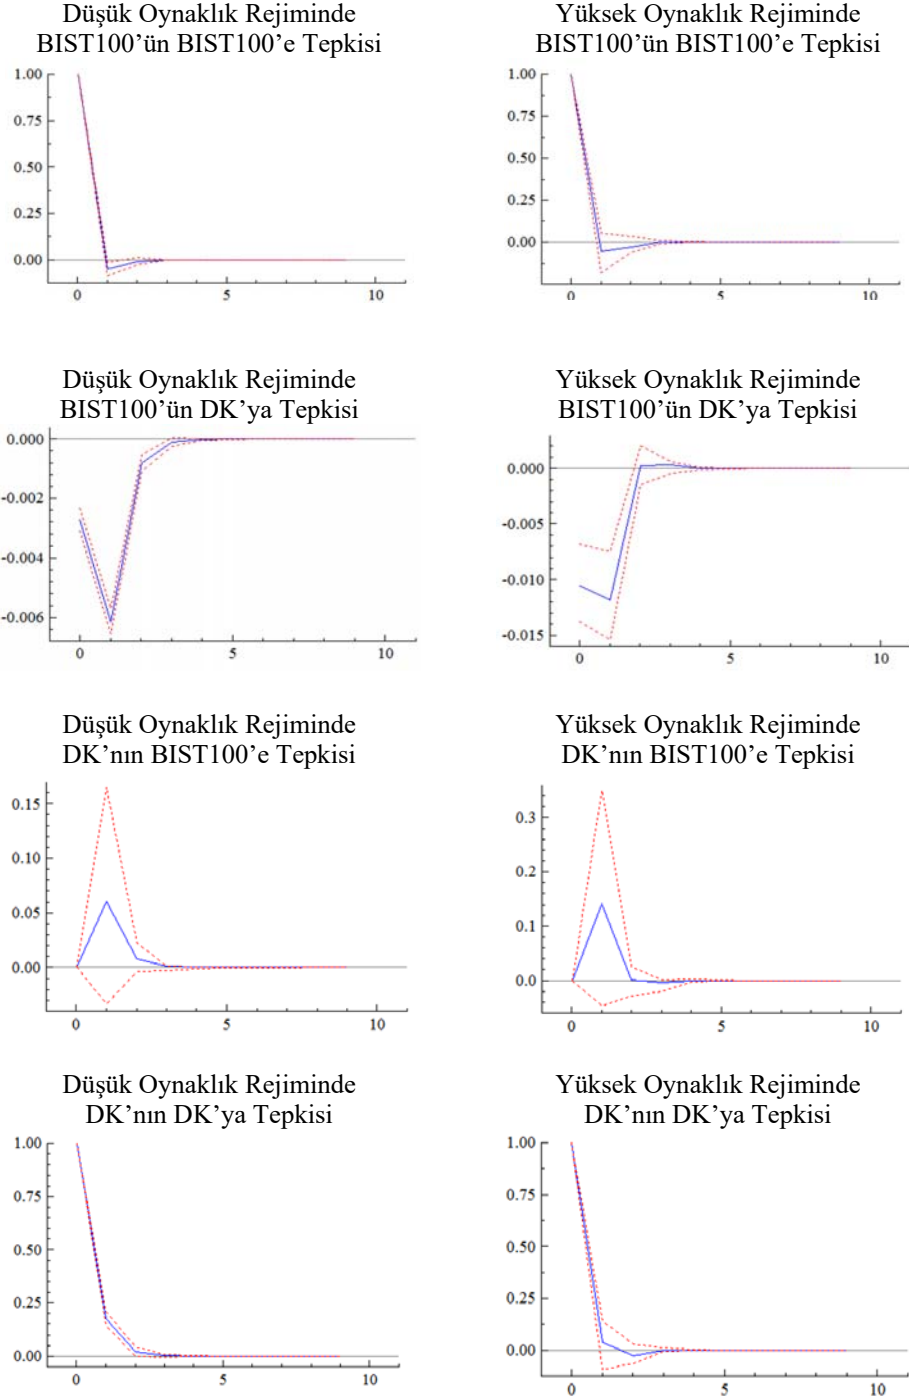 Düşük Oynaklık Rejiminde
BIST100’ün BIST100’e Tepkisi
1.00
0.75
0.50
0.25
0.00
0 5 10
Yüksek Oynaklık Rejiminde
BIST100’ün BIST100’e Tepkisi
1.00
0.75
0.50
0.25
0.00
0 5 10
Düşük Oynaklık Rejiminde
BIST100’ün DK’ya Tepkisi
0.000
-0.002
-0.004
-0.006
0 5 10
Yüksek Oynaklık Rejiminde
BIST100’ün DK’ya Tepkisi
0.000
-0.005
-0.010
-0.015
0 5 10
Düşük Oynaklık Rejiminde
DK’nın BIST100’e Tepkisi
0.15
0.10
0.05
0.00
0 5 10
Yüksek Oynaklık Rejiminde
DK’nın BIST100’e Tepkisi
0.3
0.2
0.1
0.0
0 5 10
Düşük Oynaklık Rejiminde
DK’nın DK’ya Tepkisi
1.00
0.75
0.50
0.25
0.00
0 5 10
Yüksek Oynaklık Rejiminde
DK’nın DK’ya Tepkisi
1.00
0.75
0.50
0.25
0.00
0 5 10